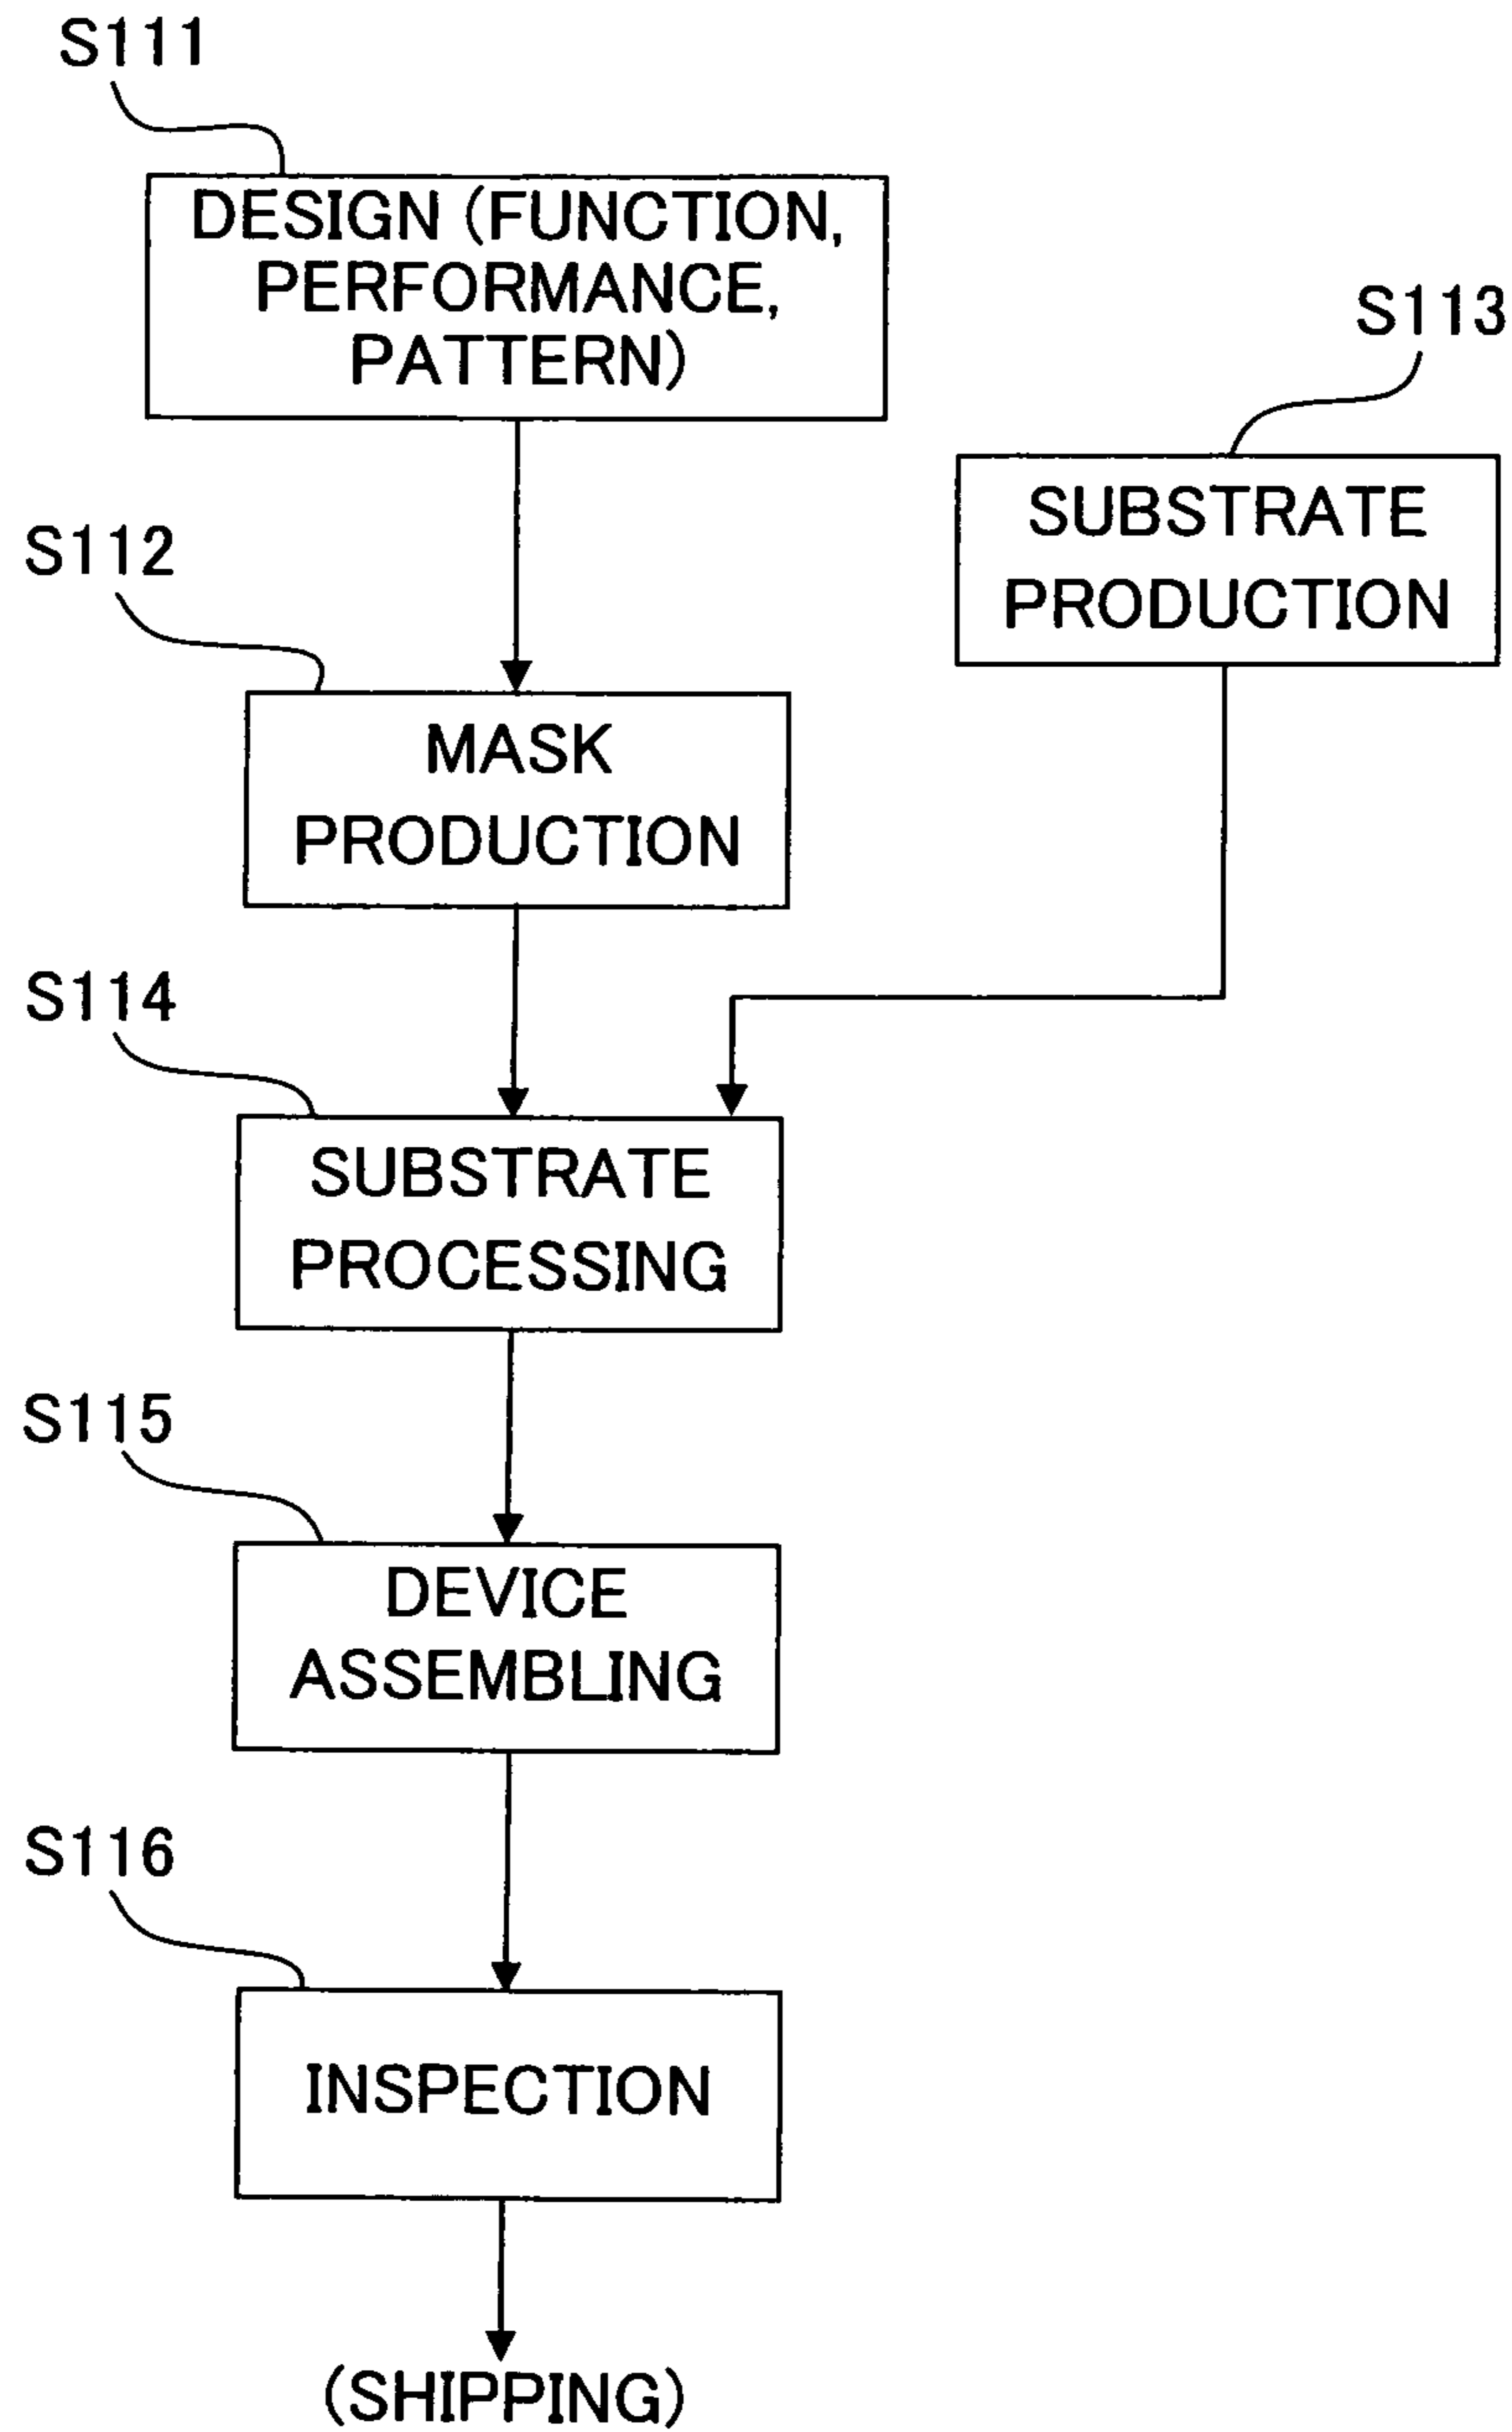 S111
DESIGN (FUNCTION,
PERFORMANCE,
PATTERN)
S113
SUBSTRATE
PRODUCTION
S112
MASK
PRODUCTION
S114
SUBSTRATE
PROCESSING
S115
DEVICE
ASSEMBLING
S116
INSPECTION
(SHIPPING)